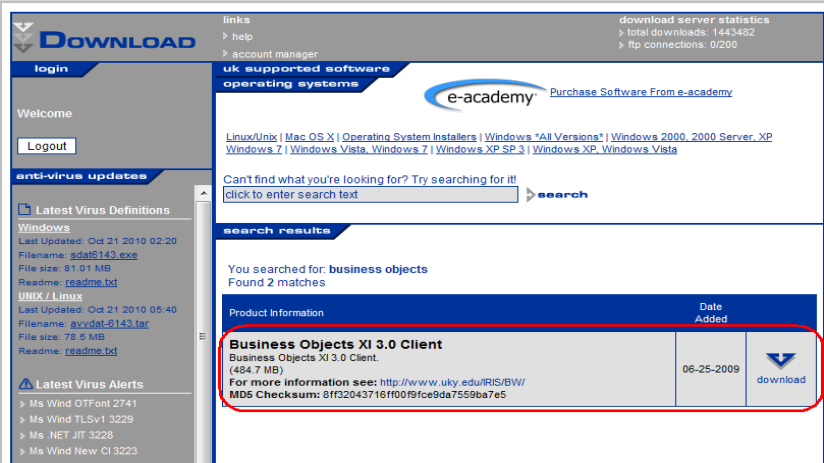 DOWNLOAD
links
help
account manager
download server statistics
total downloads: 1443482
ftp connections: 0/200
login
Welcome
Logout
anti-virus updates
Latest Virus Definitions
Windows
Last Updated: Oct 21 2010 02:20
Filename: sdat6143.exe
File size: 81.01 MB
Readme: readme.txt
UNIX / Linux
Last Updated: Oct 21 2010 05:40
Filename: avvdat-6143.tar
File size: 78.5 MB
Readme: readme.txt
Latest Virus Alerts
Ms Wind OTFont 2741
Ms Wind TLSv1 3229
Ms .NET JIT 3228
Ms Wind New CI 3223
uk supported software
operating systems
e-academy
Purchase Software From e-academy
Linux/Unix | Mac OS X | Operating System Installers | Windows *All Versions* | Windows 2000, 2000 Server, XP
Windows 7 | Windows Vista, Windows 7 | Windows XP SP 3 | Windows XP, Windows Vista
Can't find what you're looking for? Try searching for it!
click to enter search text
search
search results
You searched for: business objects
Found 2 matches
Product Information
Date
Added
Business Objects XI 3.0 Client
Business Objects XI 3.0 Client.
(484.7 MB)
For more information see: http://www.uky.edu/IRIS/BW/
MD5 Checksum: 8ff32043716ff00f9fce9da7559ba7e5
06-25-2009
download